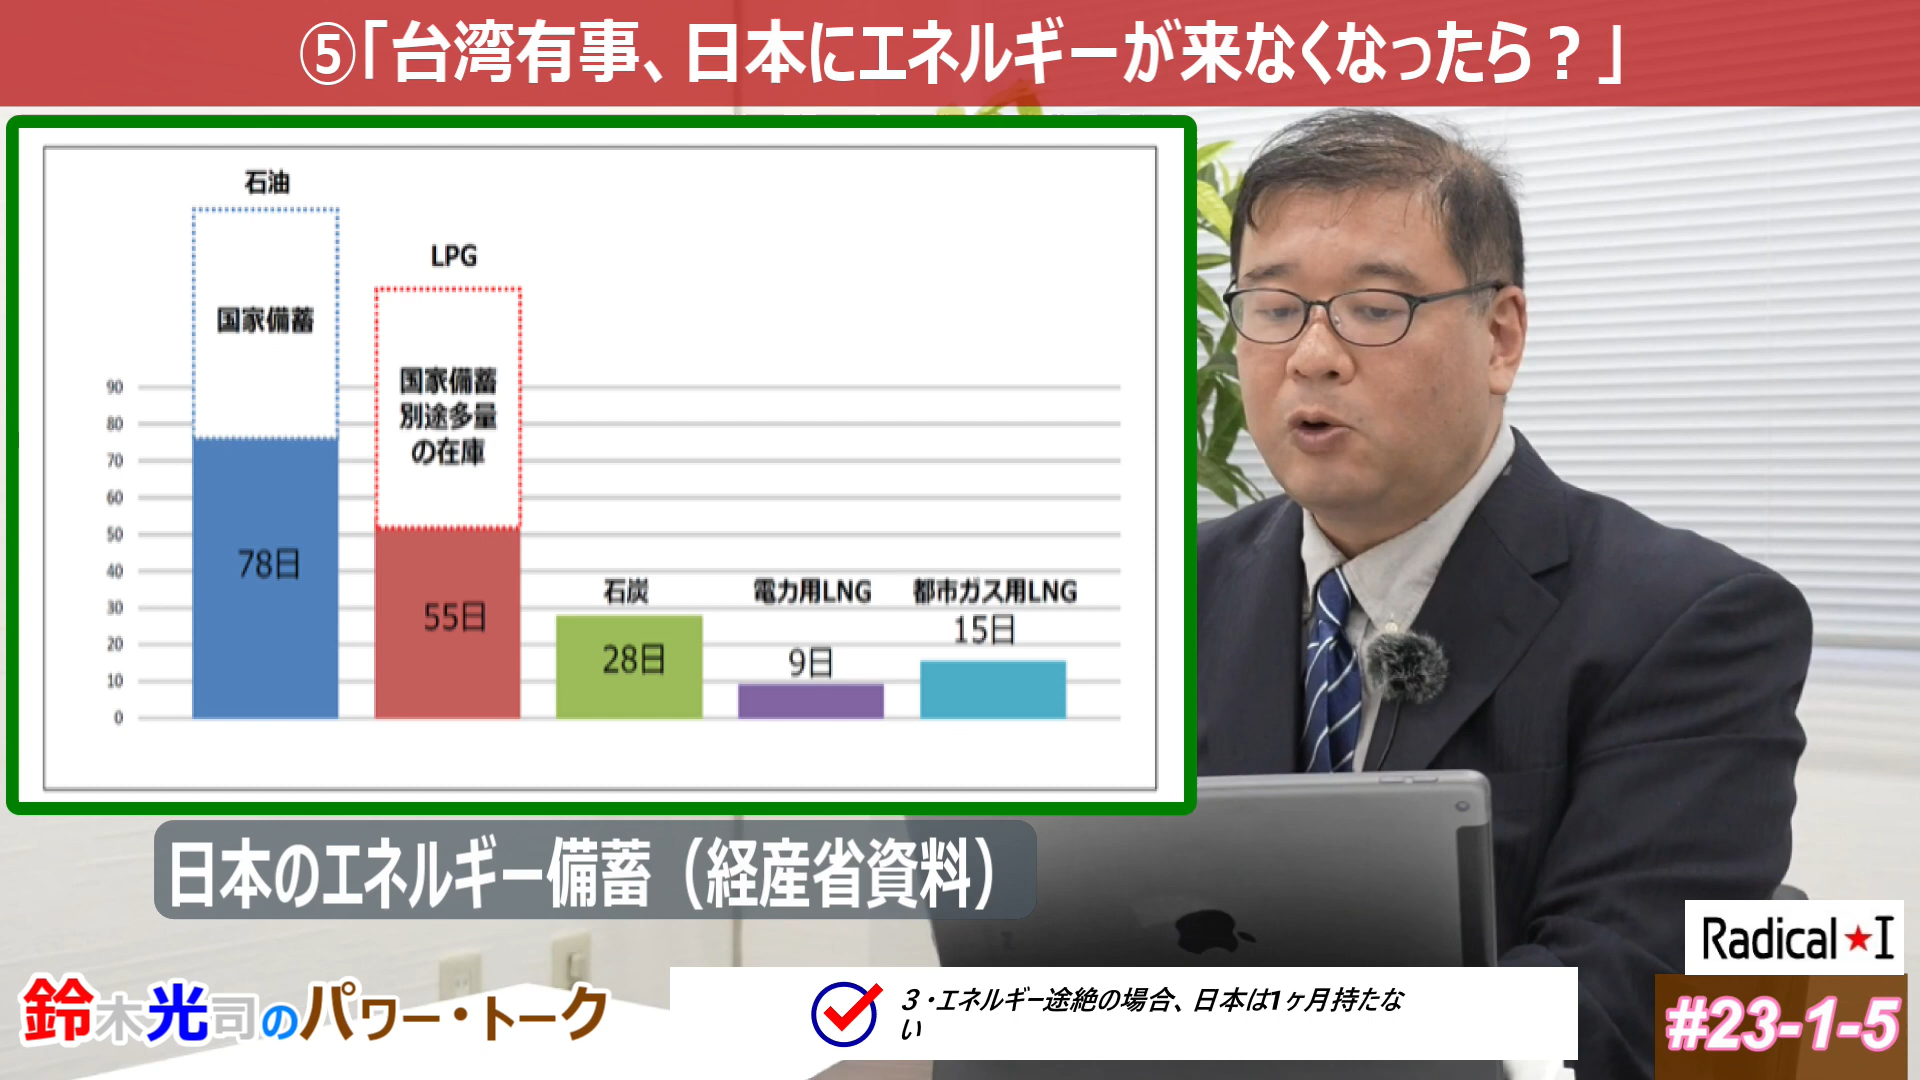 ⑤「台湾有事、日本にエネルギーが来なくなったら？」
石油
国家備蓄
LPG
国家備蓄
別途多量
の在庫
90
80
70
60
50
40
30
20
10
0
78日
55日
石炭
28日
電力用LNG
9日
都市ガス用LNG
15日
日本のエネルギー備蓄（経産省資料）
Radical★I
鈴木光司のパワー・トーク
３・エネルギー途絶の場合、日本は1ヶ月持たな
い
#23-1-5